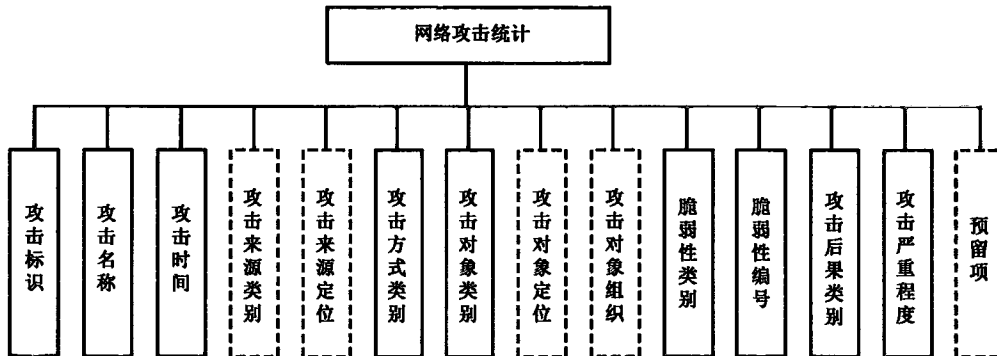 网络攻击统计
攻击标识
攻击名称
攻击时间
攻击来源类别
攻击来源定位
攻击方式类别
攻击对象类别
攻击对象定位
攻击对象组织
脆弱性类别
脆弱性编号
攻击后果类别
攻击严重程度
预留项